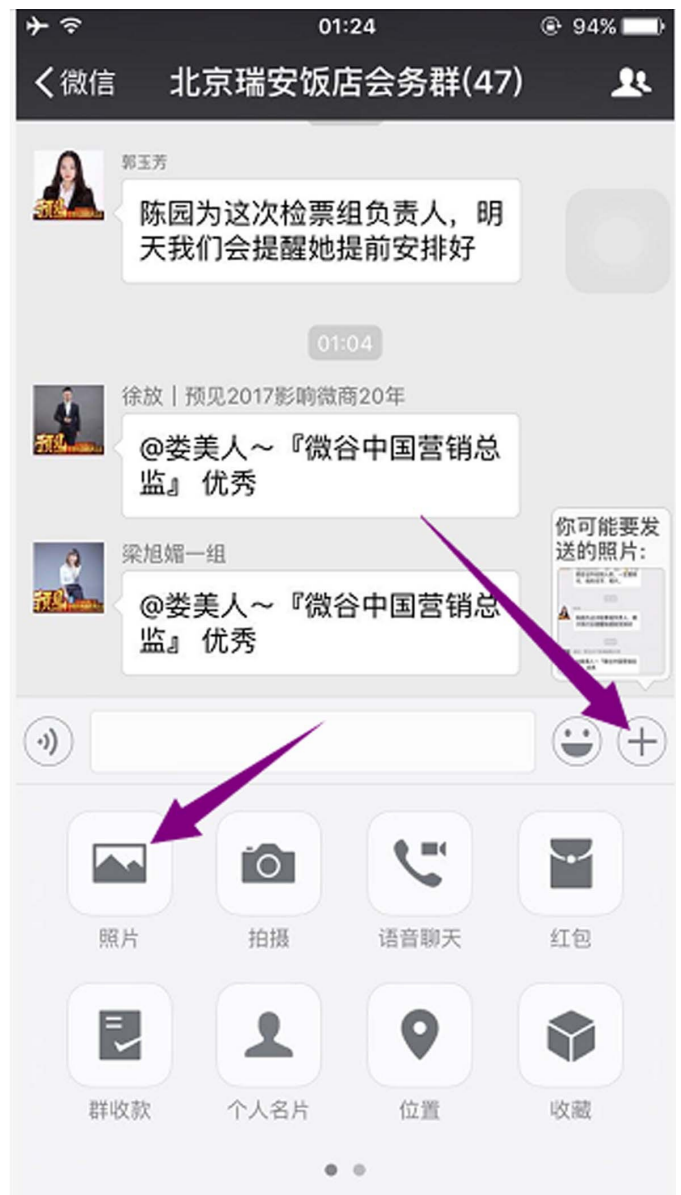 01:24
94%
微信
北京瑞安饭店会务群(47)
郭玉芳
陈园为这次检票组负责人，明
天我们会提醒她提前安排好
01:04
徐放｜预见2017影响微商20年
@娄美人～『微谷中国营销总
监』 优秀
你可能要发
送的照片:
梁旭媚一组
@娄美人～『微谷中国营销总
监』 优秀
照片
拍摄
语音聊天
红包
群收款
个人名片
位置
收藏